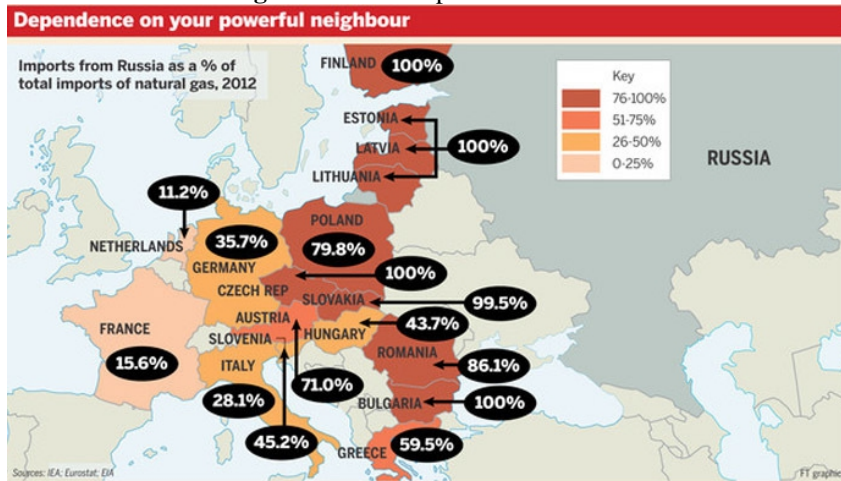 Dependence on your powerful neighbour
Imports from Russia as a % of
total imports of natural gas, 2012
FINLAND
100%
Key
76-100%
51-75%
26-50%
0-25%
ESTONIA
LATVIA
LITHUANIA
100%
RUSSIA
11.2%
NETHERLANDS
35.7%
GERMANY
POLAND
79.8%
CZECH REP
100%
SLOVAKIA
99.5%
AUSTRIA
43.7%
FRANCE
15.6%
SLOVENIA
HUNGARY
ITALY
ROMANIA
86.1%
28.1%
71.0%
BULGARIA
100%
45.2%
GREECE
59.5%
Sources: IEA; Eurostat; EIA
FT graphic